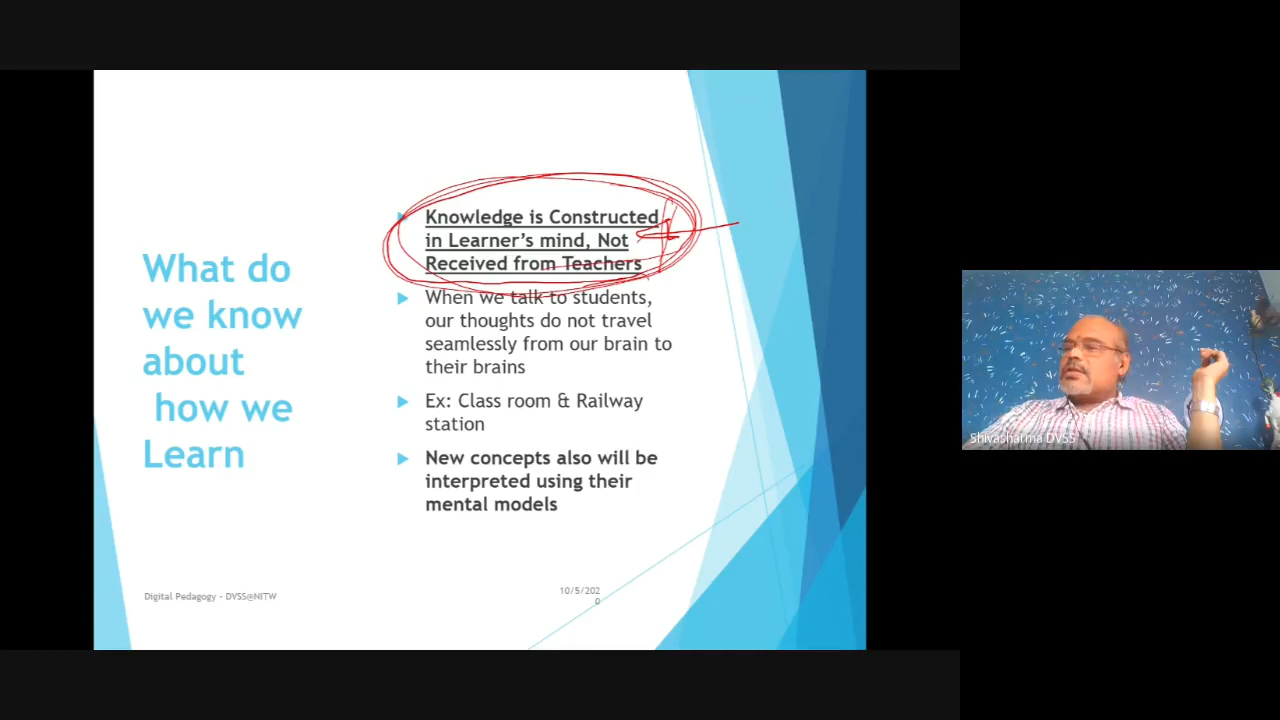 What do
we know
about
how we
Learn
Knowledge is Constructed
in Learner's mind, Not
Received from Teachers
When we talk to students,
our thoughts do not travel
seamlessly from our brain to
their brains
Ex: Class room & Railway
station
New concepts also will be
interpreted using their
mental models
Digital Pedagogy - DVSS@NITW
10/5/202
0
Shivasharma DVSS